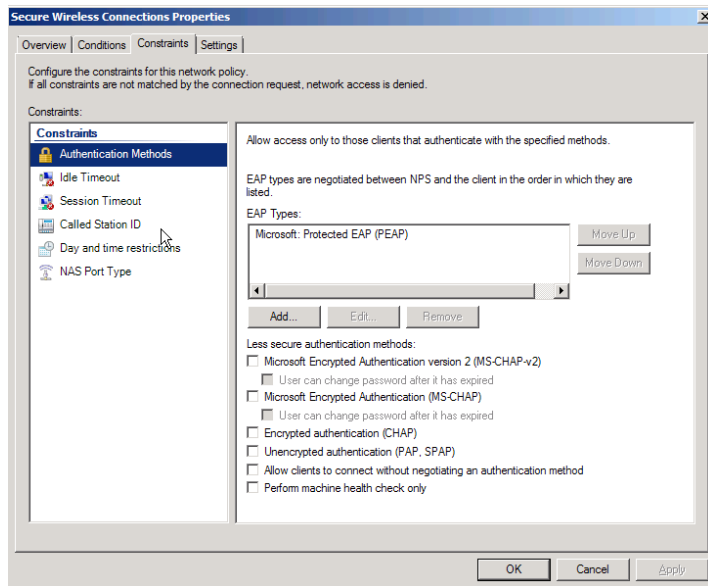 Secure Wireless Connections Properties
Overview
Conditions
Constraints
Settings
Configure the constraints for this network policy.
If all constraints are not matched by the connection request, network access is denied.
Constraints:
Constraints
Authentication Methods
Idle Timeout
Session Timeout
Called Station ID
Day and time restrictions
NAS Port Type
Allow access only to those clients that authenticate with the specified methods.
EAP types are negotiated between NPS and the client in the order in which they are
listed.
EAP Types:
Microsoft: Protected EAP (PEAP)
Move Up
Move Down
Add...
Edit...
Remove
Less secure authentication methods:
Microsoft Encrypted Authentication version 2 (MS-CHAP-v2)
User can change password after it has expired
Microsoft Encrypted Authentication (MS-CHAP)
User can change password after it has expired
Encrypted authentication (CHAP)
Unencrypted authentication (PAP, SPAP)
Allow clients to connect without negotiating an authentication method
Perform machine health check only
OK
Cancel
Apply